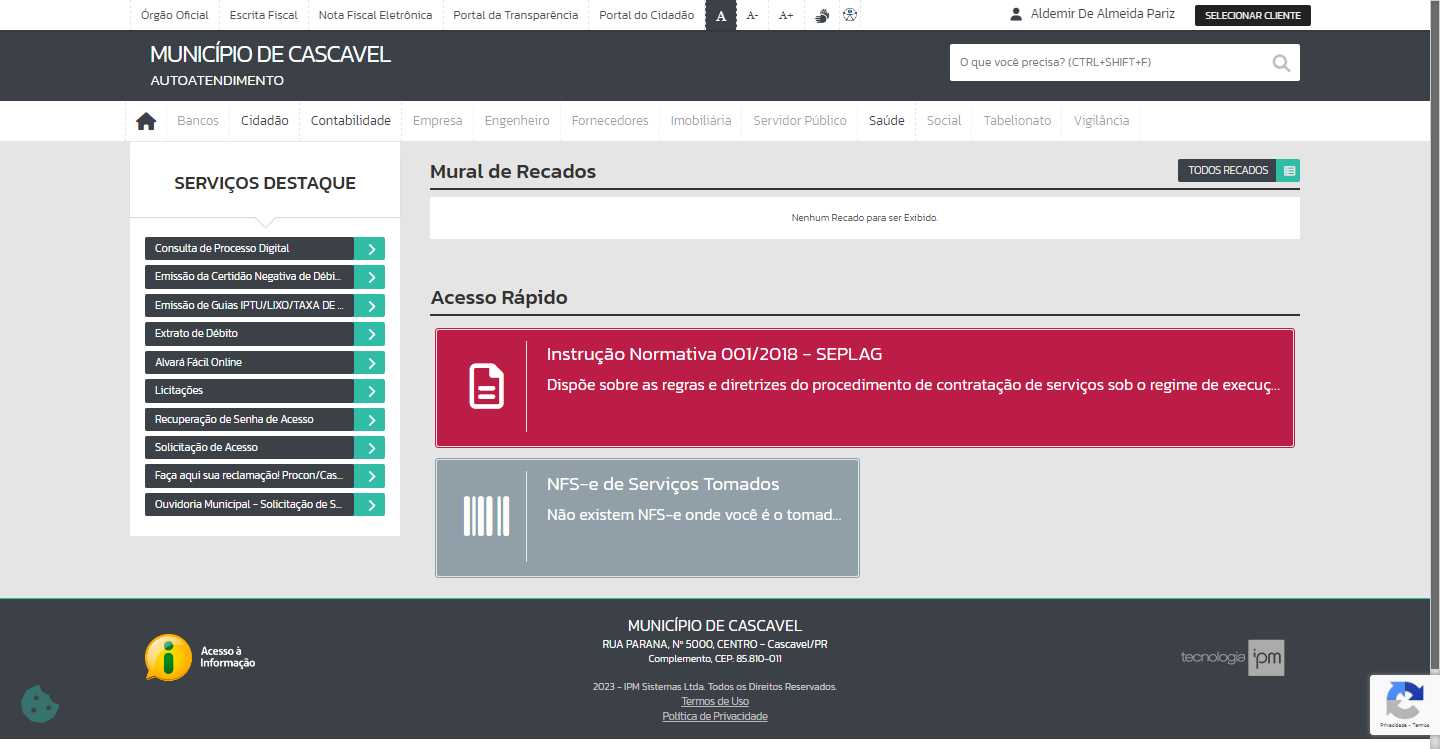 Órgão Oficial
Escrita Fiscal
Nota Fiscal Eletrônica
Portal da Transparência
Portal do Cidadão
A
A-
A+
Aldemir De Almeida Pariz
SELECIONAR CLIENTE
MUNICÍPIO DE CASCAVEL
AUTOATENDIMENTO
O que você precisa? (CTRL+SHIFT+F)
Bancos
Cidadão
Contabilidade
Empresa
Engenheiro
Fornecedores
Imobiliária
Servidor Público
Saúde
Social
Tabelionato
Vigilância
SERVIÇOS DESTAQUE
Consulta de Processo Digital
Emissão da Certidão Negativa de Débi...
Emissão de Guias IPTU/LIXO/TAXA DE ...
Extrato de Débito
Alvará Fácil Online
Licitações
Recuperação de Senha de Acesso
Solicitação de Acesso
Faça aqui sua reclamação! Procon/Cas...
Ouvidoria Municipal - Solicitação de S...
Mural de Recados
TODOS RECADOS
Nenhum Recado para ser Exibido.
Acesso Rápido
Instrução Normativa 001/2018 - SEPLAG
Dispõe sobre as regras e diretrizes do procedimento de contratação de serviços sob o regime de execuç...
NFS-e de Serviços Tomados
Não existem NFS-e onde você é o tomad...
Acesso à
Informação
MUNICÍPIO DE CASCAVEL
RUA PARANA, Nº 5000, CENTRO - Cascavel/PR
Complemento, CEP: 85.810-011
2023 - IPM Sistemas Ltda. Todos os Direitos Reservados.
Termos de Uso
Política de Privacidade
tecnologia ipm
Privacidade - Termos